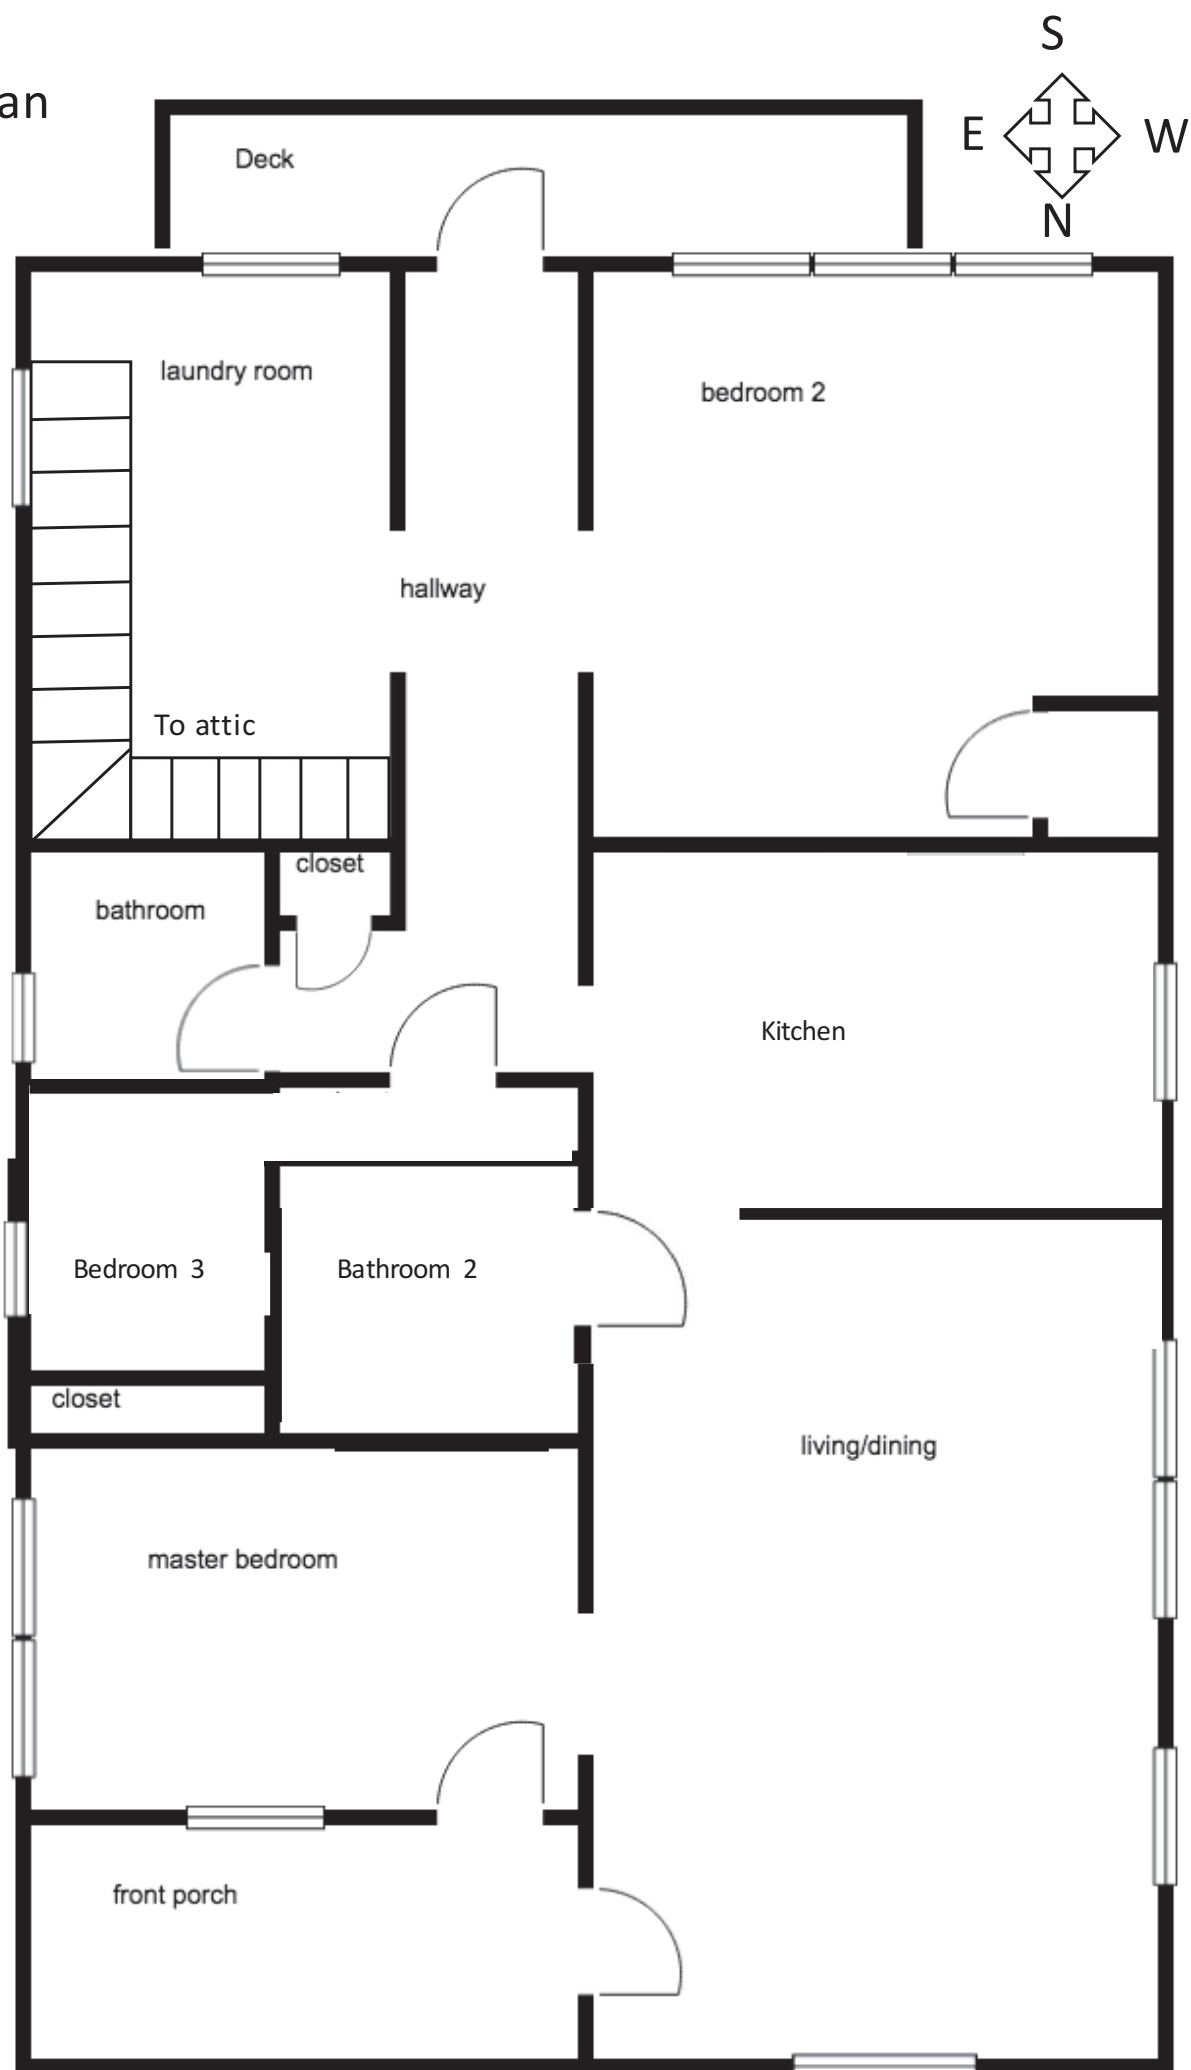 an
S
E
W
N
Deck
laundry room
bedroom 2
hallway
To attic
closet
bathroom
Kitchen
Bedroom 3
Bathroom 2
closet
living/dining
master bedroom
front porch